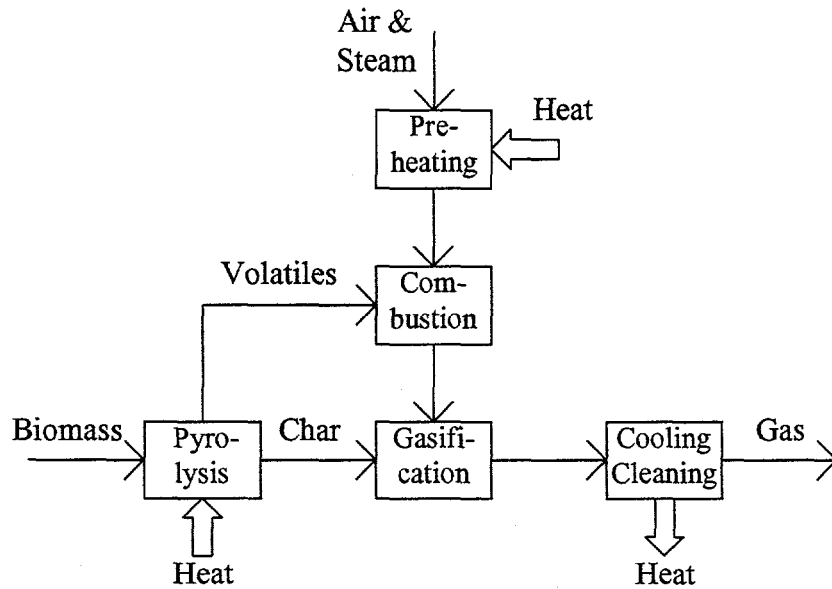 Air &
Steam
Heat
Pre-
heating
Volatiles
Com-
bustion
Biomass
Pyro-
lysis
Char
Gasifi-
cation
Cooling
Cleaning
Gas
Heat
Heat